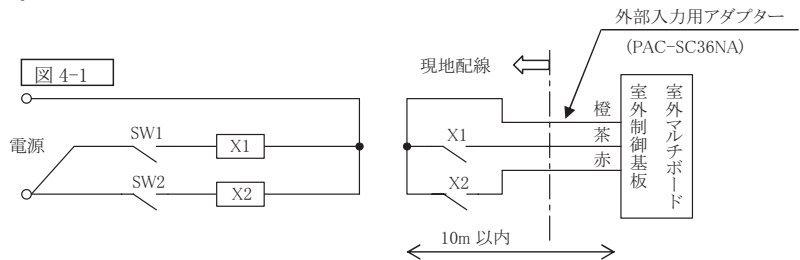 外部入力用アダプター
(PAC-SC36NA)
現地配線
図 4-1
電源
SW1
X1
SW2
X2
X1
X2
橙
茶
赤
室外マルチボード
室外制御基板
10m 以内